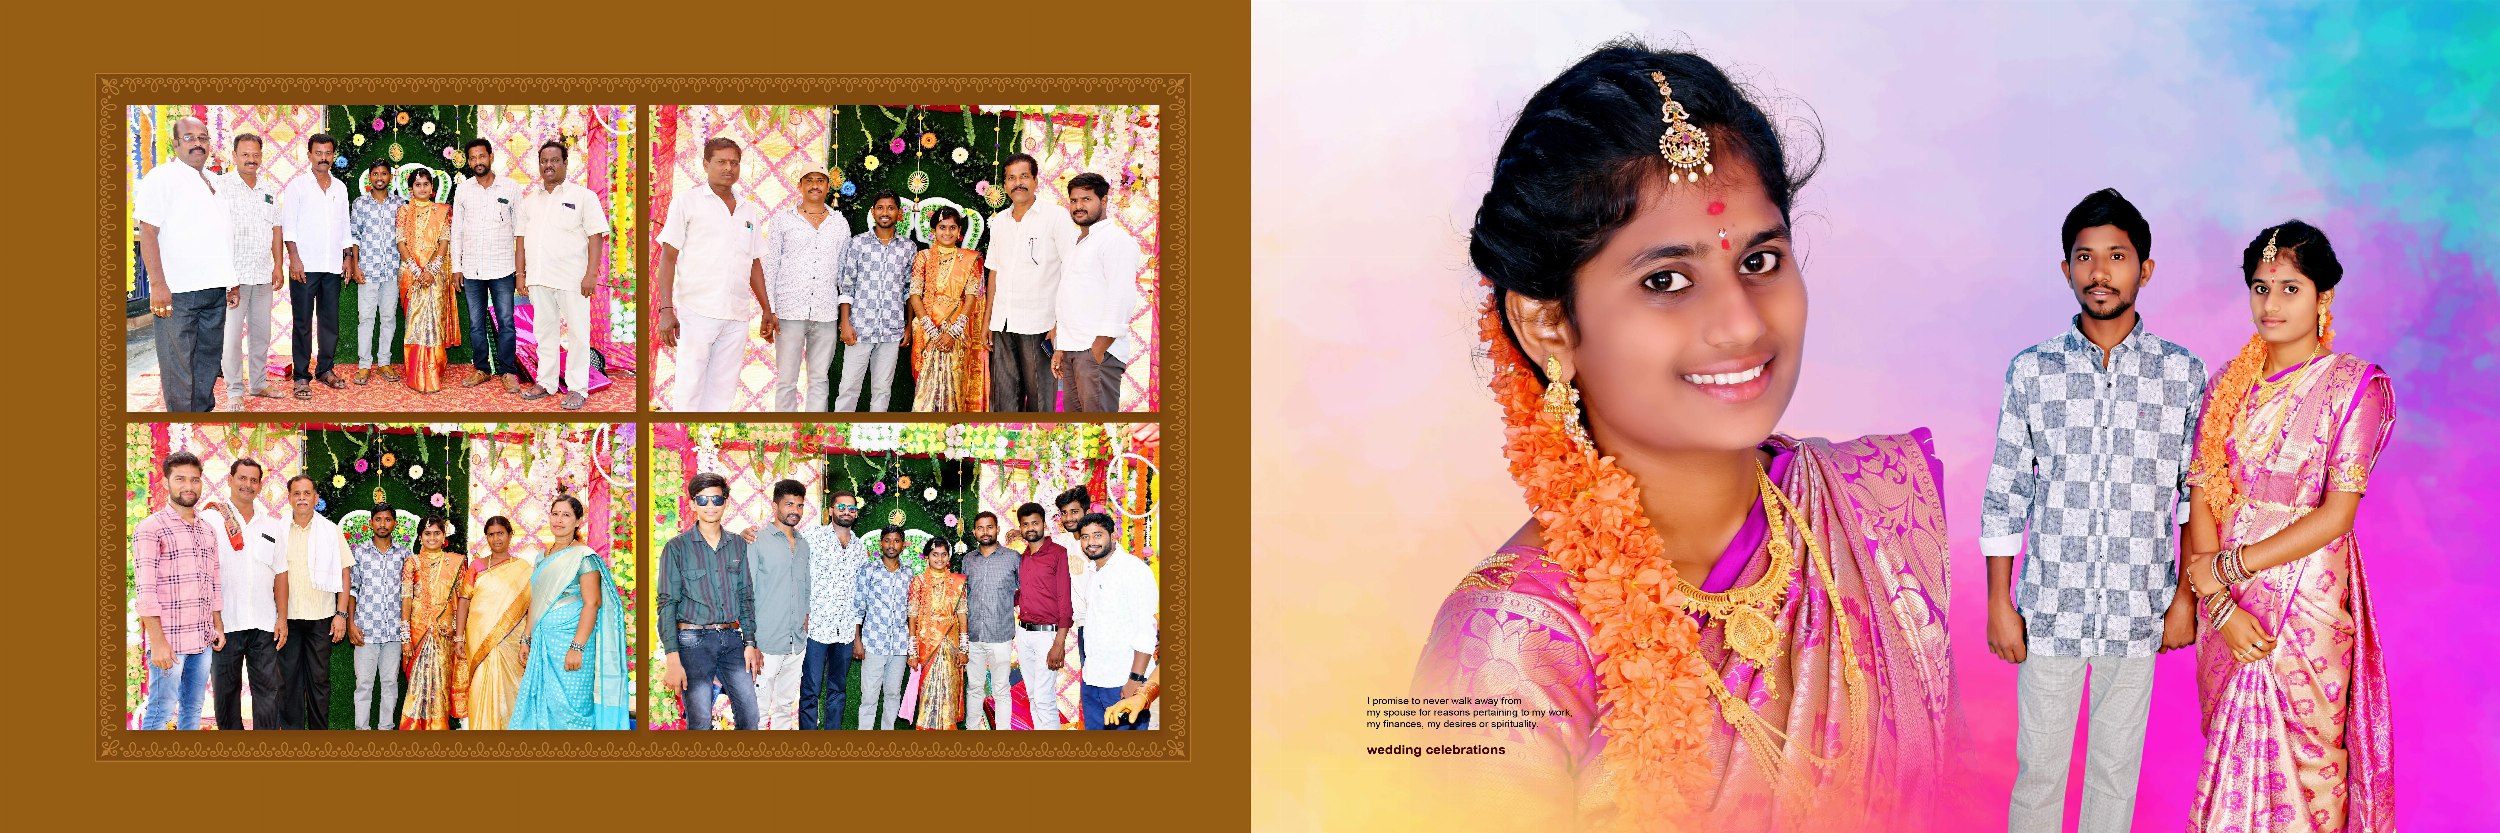 I promise to never walk away from
my spouse for reasons pertaining to my work,
my finances, my desires or spirituality.
wedding celebrations